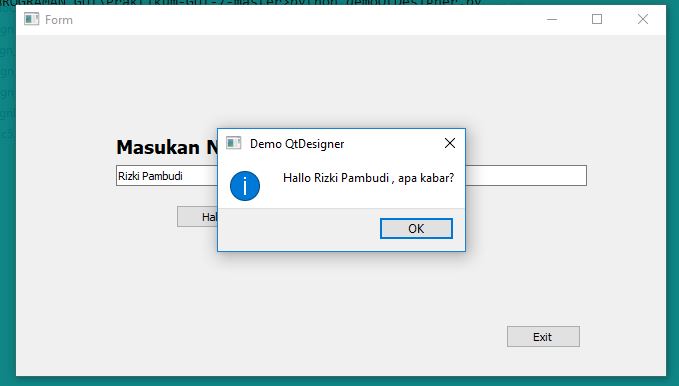 Form
Masukan N
Rizki Pambudi
Hal
Demo QtDesigner
Hallo Rizki Pambudi , apa kabar?
OK
Exit